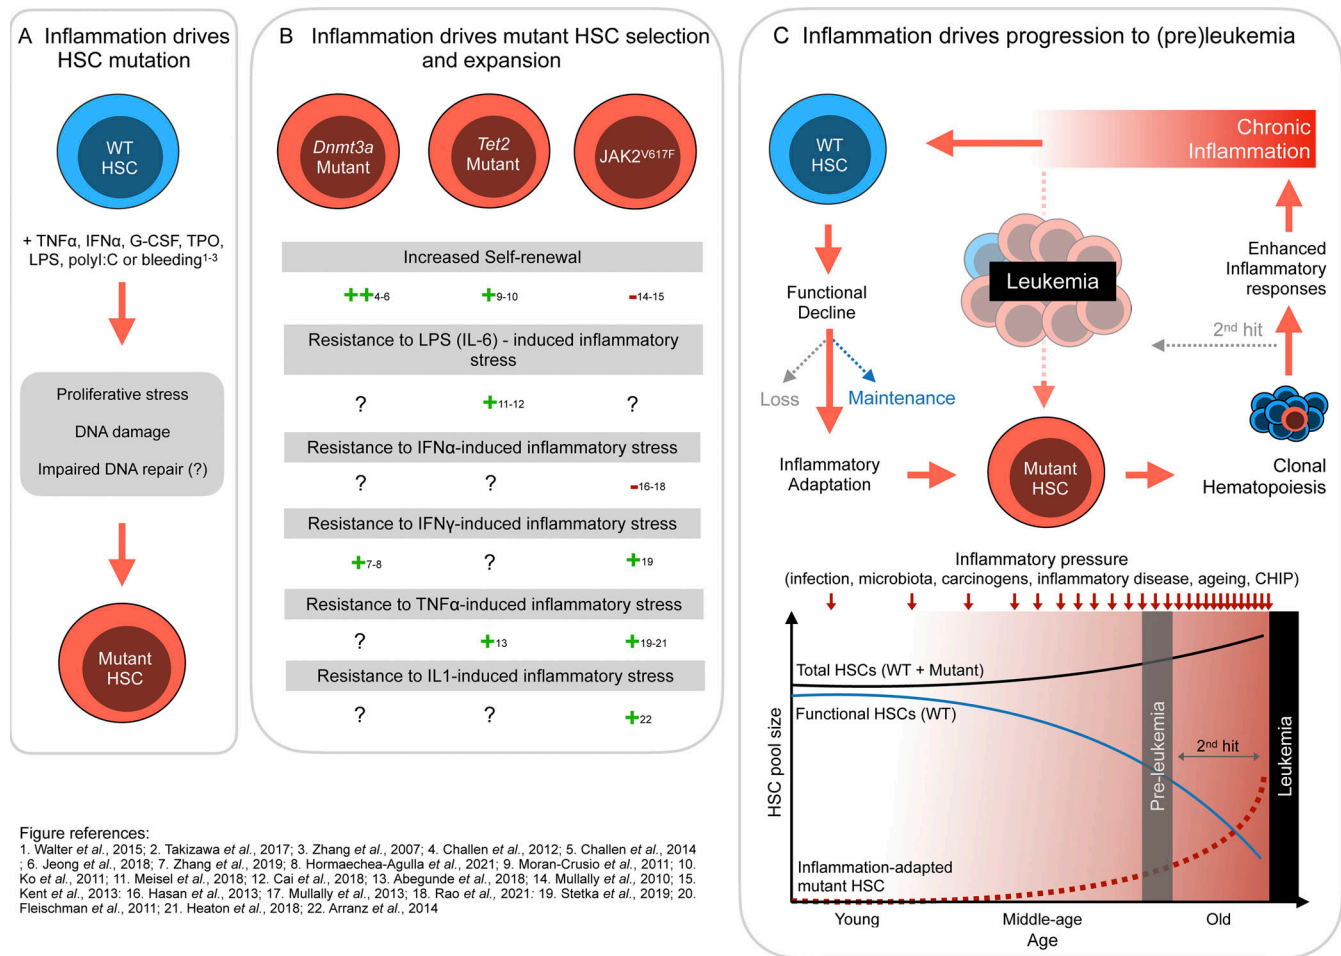 A Inflammation drives
HSC mutation
WT
HSC
+ TNFα, IFNα, G-CSF, TPO,
LPS, polyI:C or bleeding1-3
Proliferative stress
DNA damage
Impaired DNA repair (?)
Mutant
HSC
B Inflammation drives mutant HSC selection
and expansion
Dnmt3a
Mutant
Tet2
Mutant
JAK2V617F
Increased Self-renewal
++4-6
+9-10
-14-15
Resistance to LPS (IL-6) - induced inflammatory
stress
?
+11-12
?
Resistance to IFNα-induced inflammatory stress
?
?
-16-18
Resistance to IFNγ-induced inflammatory stress
+7-8
?
+19
Resistance to TNFα-induced inflammatory stress
?
+13
+19-21
Resistance to IL1-induced inflammatory stress
?
?
+22
C Inflammation drives progression to (pre)leukemia
WT
HSC
Chronic
Inflammation
Functional
Decline
Loss
Maintenance
Inflammatory
Adaptation
Leukemia
2nd hit
Enhanced
Inflammatory
responses
Mutant
HSC
Clonal
Hematopoiesis
Inflammatory pressure
(infection, microbiota, carcinogens, inflammatory disease, ageing, CHIP)
HSC pool size
Total HSCs (WT + Mutant)
Functional HSCs (WT)
Inflammation-adapted
mutant HSC
Pre-leukemia
2nd hit
Leukemia
Young
Middle-age
Old
Age
Figure references:
1. Walter et al., 2015; 2. Takizawa et al., 2017; 3. Zhang et al., 2007; 4. Challen et al., 2012; 5. Challen et al., 2014
; 6. Jeong et al., 2018; 7. Zhang et al., 2019; 8. Hormaechea-Agulla et al., 2021; 9. Moran-Crusio et al., 2011; 10.
Ko et al., 2011; 11. Meisel et al., 2018; 12. Cai et al., 2018; 13. Abegunde et al., 2018; 14. Mullally et al., 2010; 15.
Kent et al., 2013: 16. Hasan et al., 2013; 17. Mullally et al., 2013; 18. Rao et al., 2021: 19. Stetka et al., 2019; 20.
Fleischman et al., 2011; 21. Heaton et al., 2018; 22. Arranz et al., 2014